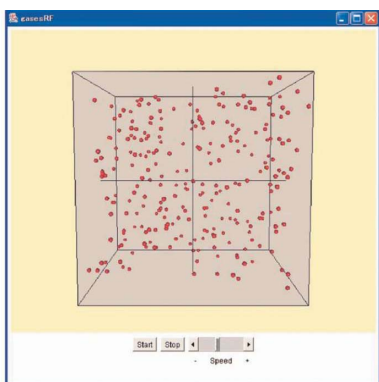 gasesRF
Start Stop
- Speed +